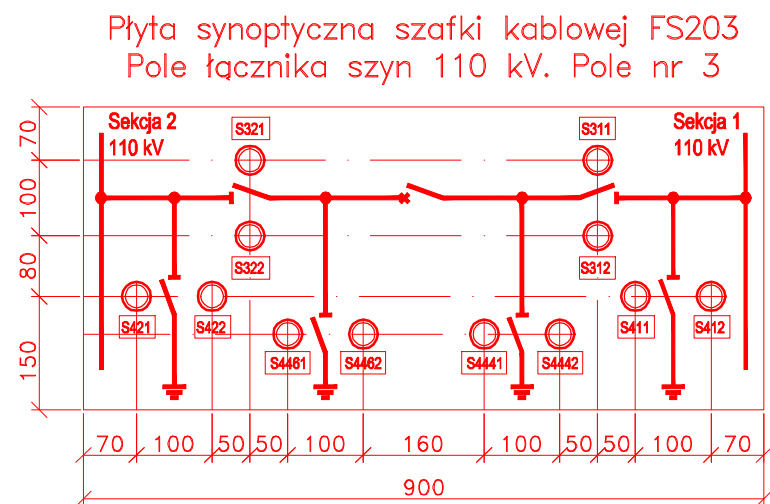 Płyta synoptyczna szafki kablowej FS203
Pole łącznika szyn 110 kV. Pole nr 3
Sekcja 2
110 kV
S321
S311
Sekcja 1
110 kV
S322
S312
S421
S422
S411
S412
S4461
S4462
S4441
S4442
70
100
80
150
70 100 50 50 100 160 100 50 50 100 70
900